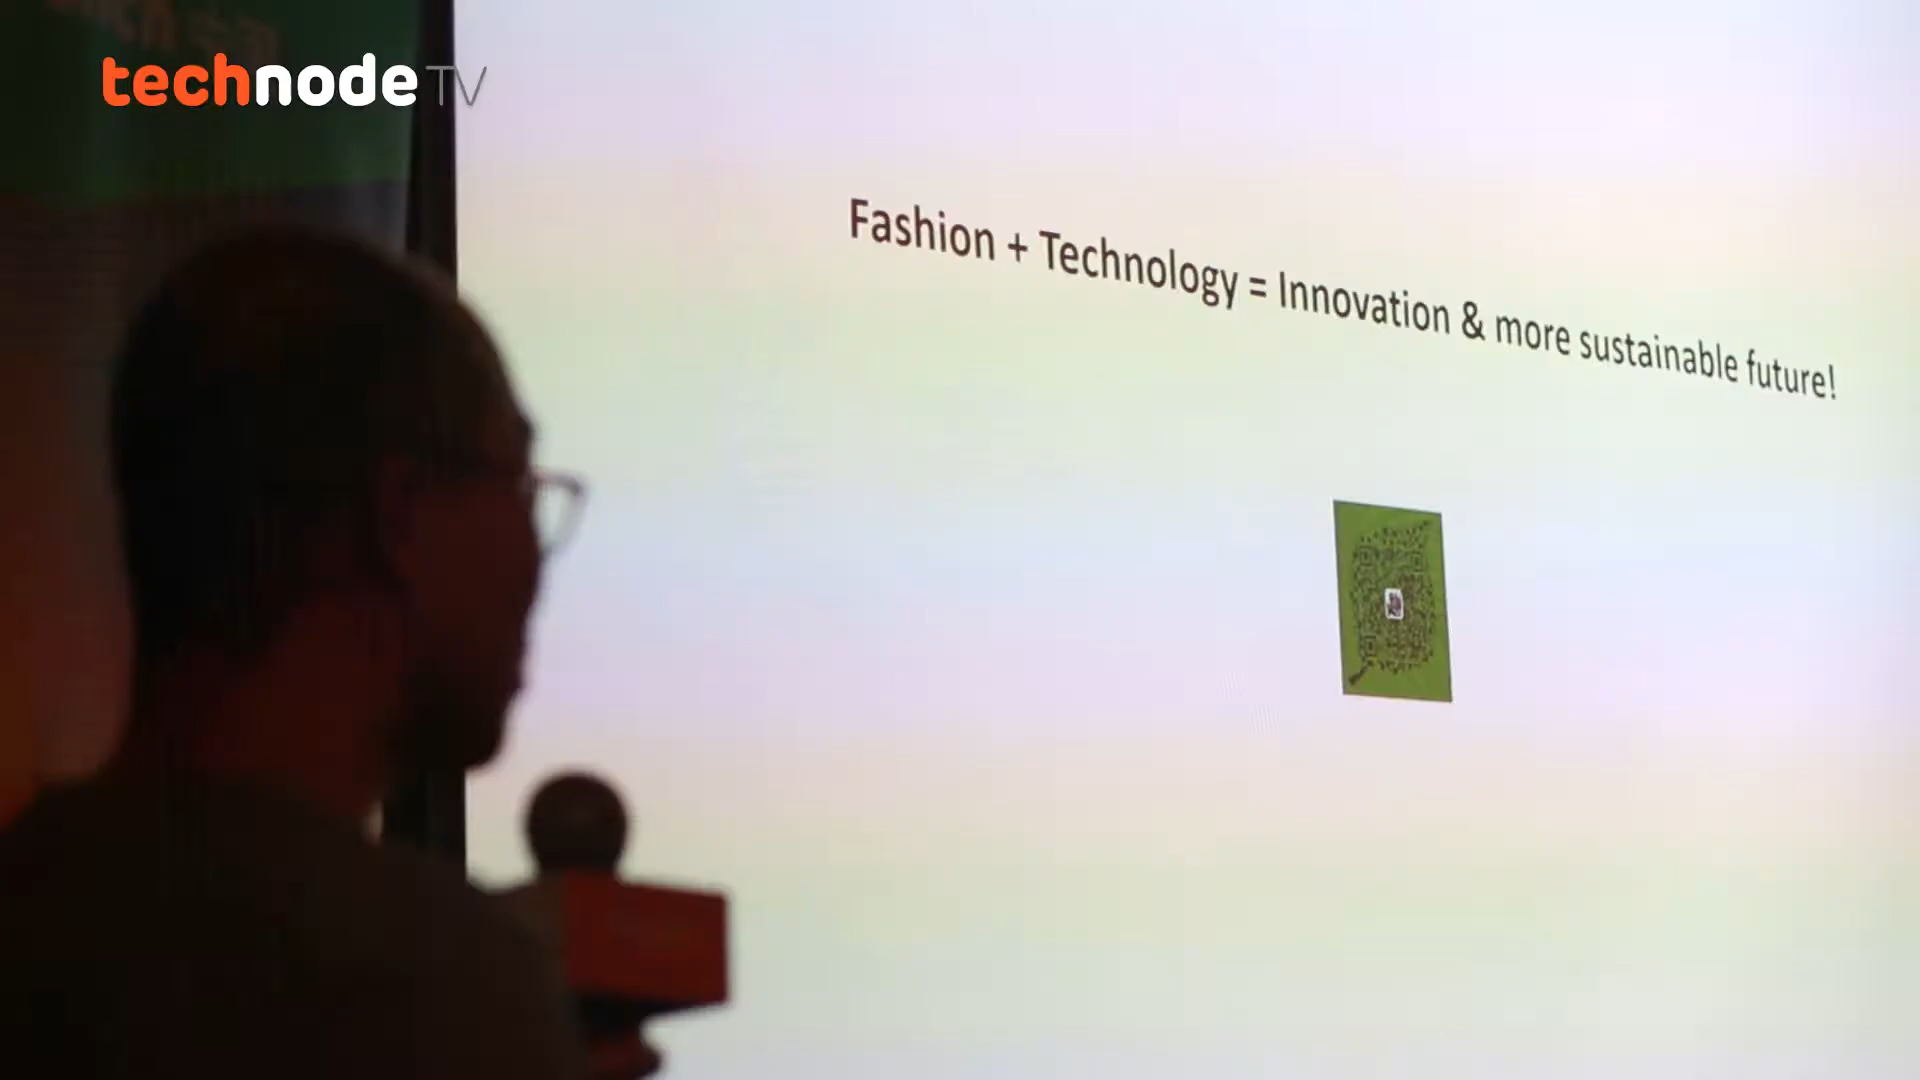 technode TV
Fashion + Technology = Innovation & more sustainable future!